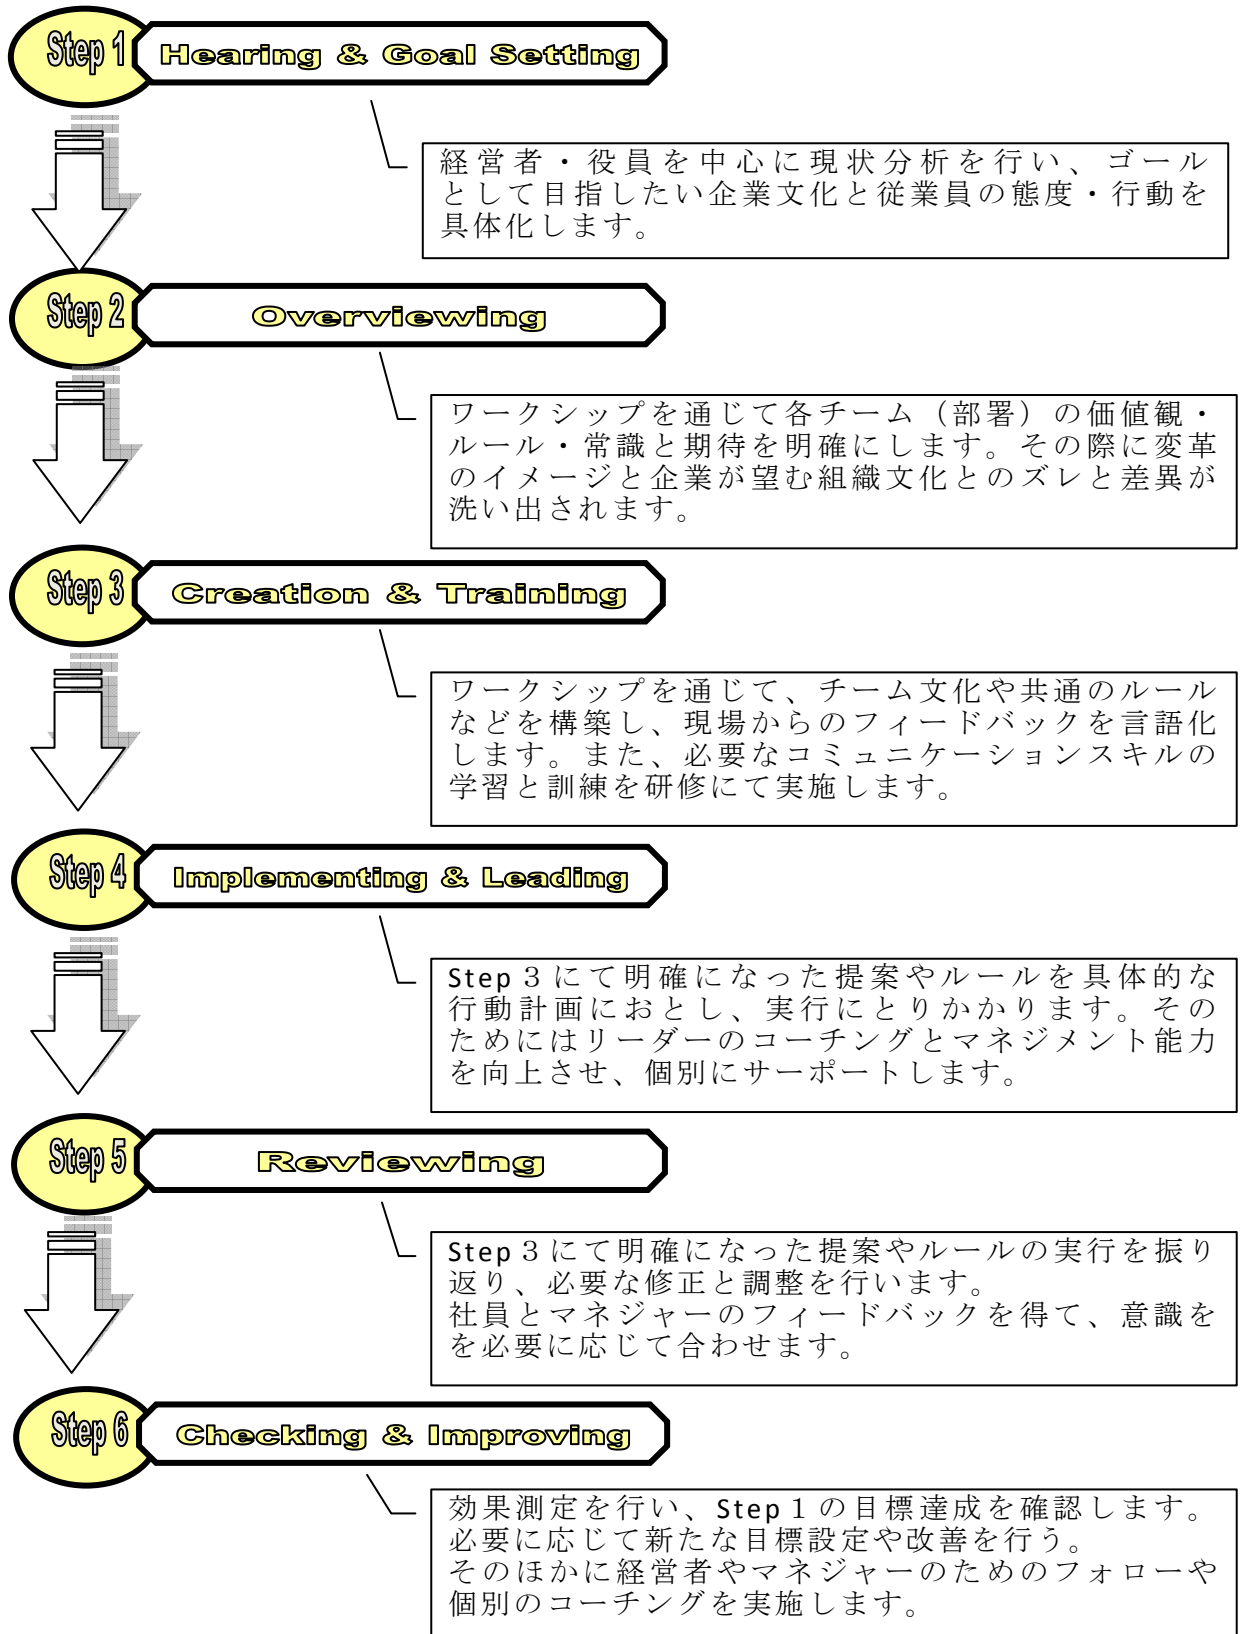 Step 1
Hearing & Goal Setting
経営者・役員を中心に現状分析を行い、ゴール
として目指したい企業文化と従業員の態度・行動を
具体化します。
Step 2
Overviewing
ワークシップを通じて各チーム（部署）の価値観・
ルール・常識と期待を明確にします。その際に変革
のイメージと企業が望む組織文化とのズレと差異が
洗い出されます。
Step 3
Creation & Training
ワークシップを通じて、チーム文化や共通のルール
などを構築し、現場からのフィードバックを言語化
します。また、必要なコミュニケーションスキルの
学習と訓練を研修にて実施します。
Step 4
Implementing & Leading
Step３にて明確になった提案やルールを具体的な
行動計画におとし、実行にとりかかります。その
ためにはリーダーのコーチングとマネジメント能力
を向上させ、個別にサーポートします。
Step 5
Reviewing
Step３にて明確になった提案やルールの実行を振り
返り、必要な修正と調整を行います。
社員とマネジャーのフィードバックを得て、意識を
を必要に応じて合わせます。
Step 6
Checking & Improving
効果測定を行い、Step１の目標達成を確認します。
必要に応じて新たな目標設定や改善を行う。
そのほかに経営者やマネジャーのためのフォローや
個別のコーチングを実施します。